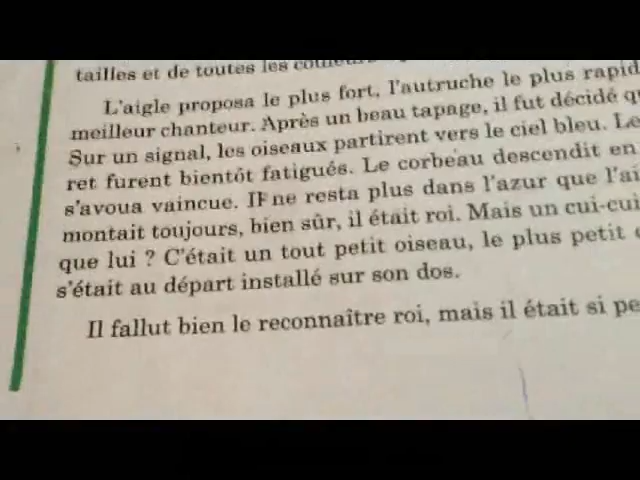 tailles et de toutes les
L'aigle proposa le plus fort, l'autruche le plus rapid
meilleur chanteur. Après un beau tapage, il fut décidé q
Sur un signal, les oiseaux partirent vers le ciel bleu. Le
ret furent bientôt fatigués. Le corbeau descendit en
s'avoua vaincue. Il ne resta plus dans l'azur que l'ai
montait toujours, bien sûr, il était roi. Mais un cui-cui
que lui ? C'était un tout petit oiseau, le plus petit
s'était au départ installé sur son dos.
Il fallut bien le reconnaître roi, mais il était si pe